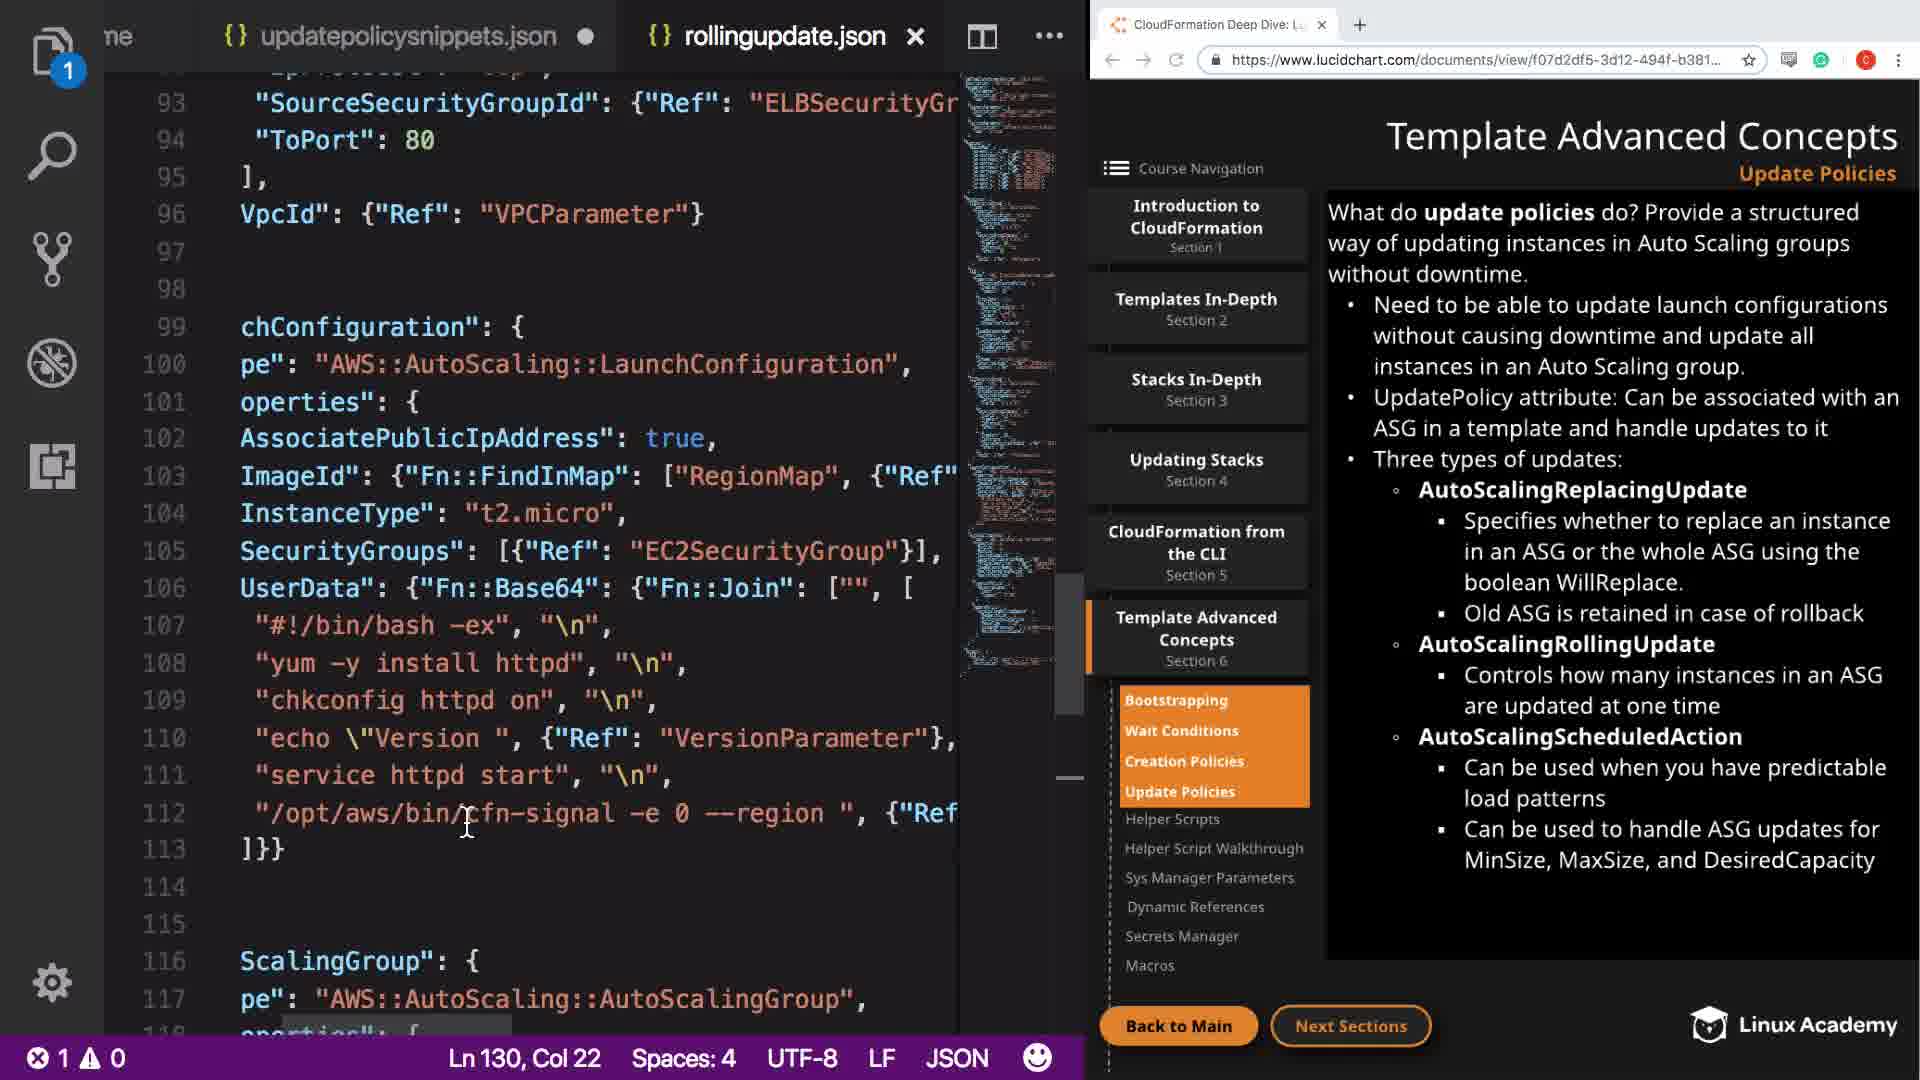 me
{} updatepolicysnippets.json
{} rollingupdate.json
1
93 "SourceSecurityGroupId": {"Ref": "ELBSecurityGr
94 "ToPort": 80
95 ],
96 VpcId": {"Ref": "VPCParameter"}
97
98
99 chConfiguration": {
100 pe": "AWS::AutoScaling::LaunchConfiguration",
101 operties": {
102 AssociatePublicIpAddress": true,
103 ImageId": {"Fn::FindInMap": ["RegionMap", {"Ref"
104 InstanceType": "t2.micro",
105 SecurityGroups": [{"Ref": "EC2SecurityGroup"}],
106 UserData": {"Fn::Base64": {"Fn::Join": ["", [
107 "#!/bin/bash -ex", "\n",
108 "yum -y install httpd", "\n",
109 "chkconfig httpd on", "\n",
110 "echo \"Version ", {"Ref": "VersionParameter"},
111 "service httpd start", "\n",
112 "/opt/aws/bin/cfn-signal -e 0 --region ", {"Ref
113 ]}}
114
115
116 ScalingGroup": {
117 pe": "AWS::AutoScaling::AutoScalingGroup",
118 operties": {
1 0
Ln 130, Col 22 Spaces: 4 UTF-8 LF JSON
CloudFormation Deep Dive: L
https://www.lucidchart.com/documents/view/f07d2df5-3d12-494f-b381...
C
Template Advanced Concepts
Update Policies
Course Navigation
Introduction to
CloudFormation
Section 1
Templates In-Depth
Section 2
Stacks In-Depth
Section 3
Updating Stacks
Section 4
CloudFormation from
the CLI
Section 5
Template Advanced
Concepts
Section 6
Bootstrapping
Wait Conditions
Creation Policies
Update Policies
Helper Scripts
Helper Script Walkthrough
Sys Manager Parameters
Dynamic References
Secrets Manager
Macros
What do update policies do? Provide a structured
way of updating instances in Auto Scaling groups
without downtime.
• Need to be able to update launch configurations
without causing downtime and update all
instances in an Auto Scaling group.
• UpdatePolicy attribute: Can be associated with an
ASG in a template and handle updates to it
• Three types of updates:
◦ AutoScalingReplacingUpdate
▪ Specifies whether to replace an instance
in an ASG or the whole ASG using the
boolean WillReplace.
▪ Old ASG is retained in case of rollback
◦ AutoScalingRollingUpdate
▪ Controls how many instances in an ASG
are updated at one time
◦ AutoScalingScheduledAction
▪ Can be used when you have predictable
load patterns
▪ Can be used to handle ASG updates for
MinSize, MaxSize, and DesiredCapacity
Back to Main
Next Sections
Linux Academy